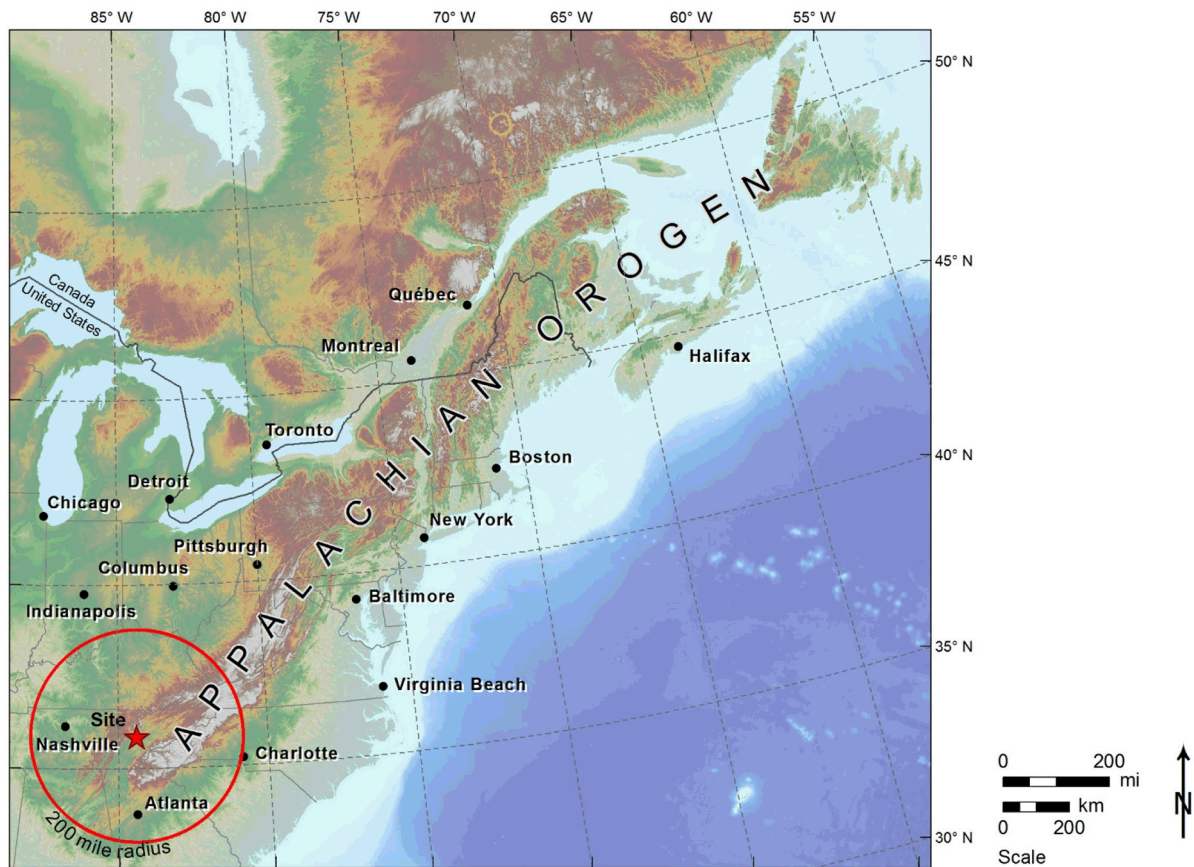 85° W 80° W 75° W 70° W 65° W 60° W 55° W
50° N
45° N
40° N
35° N
30° N
Canada
United States
Québec
Montreal
Halifax
Toronto
Boston
Detroit
Chicago
New York
Pittsburgh
Columbus
Indianapolis
Baltimore
Virginia Beach
Site
Nashville
Charlotte
Atlanta
200 mile radius
APPALACHIAN OROGEN
0 200
mi
km
0 200
Scale
N